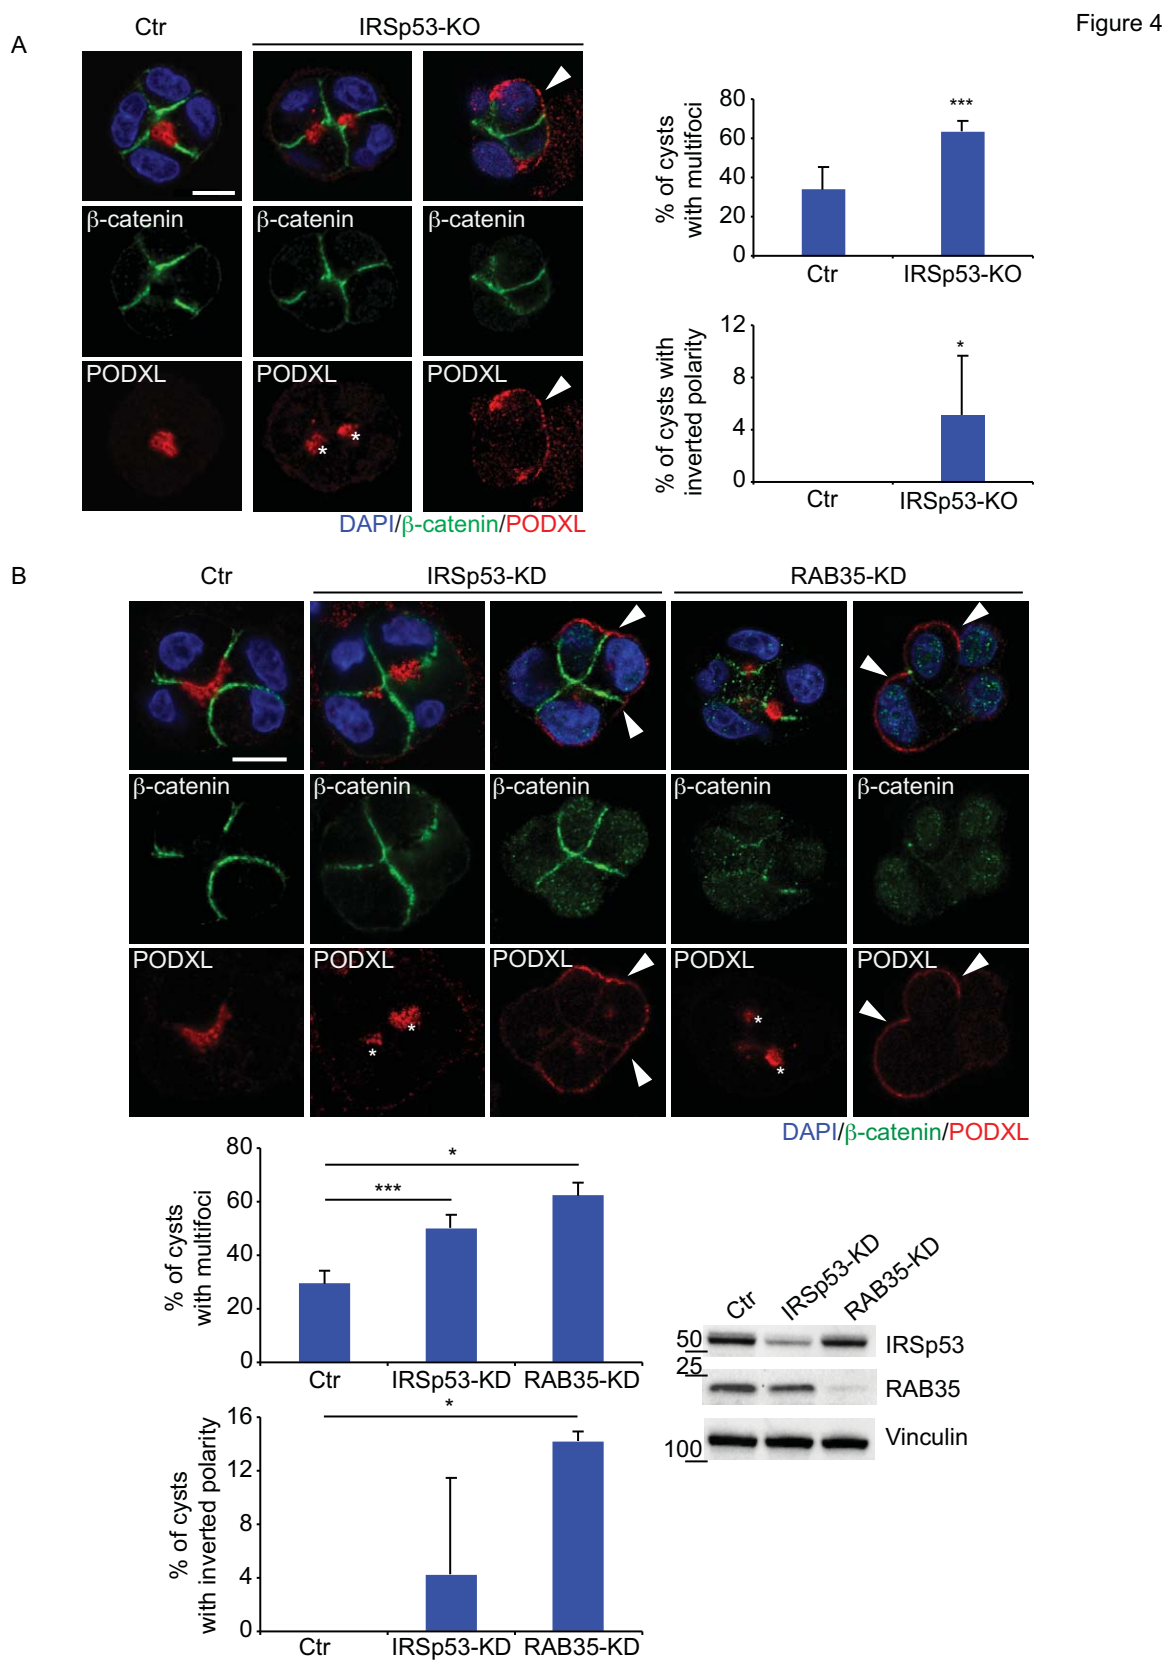 Figure 4
A
Ctr
IRSp53-KO
β-catenin
β-catenin
β-catenin
PODXL
PODXL
PODXL
*
*
DAPI/β-catenin/PODXL
% of cysts
with multifoci
80
60
40
20
0
***
Ctr
IRSp53-KO
% of cysts with
inverted polarity
12
8
4
0
*
Ctr
IRSp53-KO
B
Ctr
IRSp53-KD
RAB35-KD
β-catenin
β-catenin
β-catenin
β-catenin
β-catenin
PODXL
PODXL
PODXL
PODXL
PODXL
*
*
*
*
DAPI/β-catenin/PODXL
% of cysts
with multifoci
80
60
40
20
0
*
***
Ctr
IRSp53-KD
RAB35-KD
% of cysts
with inverted polarity
16
12
8
4
0
*
Ctr
IRSp53-KD
RAB35-KD
Ctr
IRSp53-KD
RAB35-KD
50
IRSp53
25
RAB35
100
Vinculin